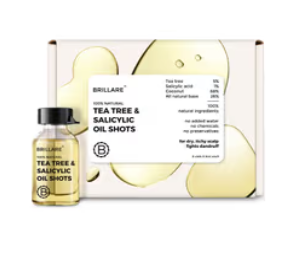 BRILLARE
100% NATURAL
TEA TREE &
SALICYLIC
OIL SHOTS
Tea tree 5%
Salicylic acid 1%
Coconut
All natural base
100%
natural ingredients
no added water
no chemicals
no preservatives
for dry, itchy scalp
fights dandruff
BRILLARE
100% NATURAL
TEA TREE &
SALICYLIC
OIL SHOTS
B